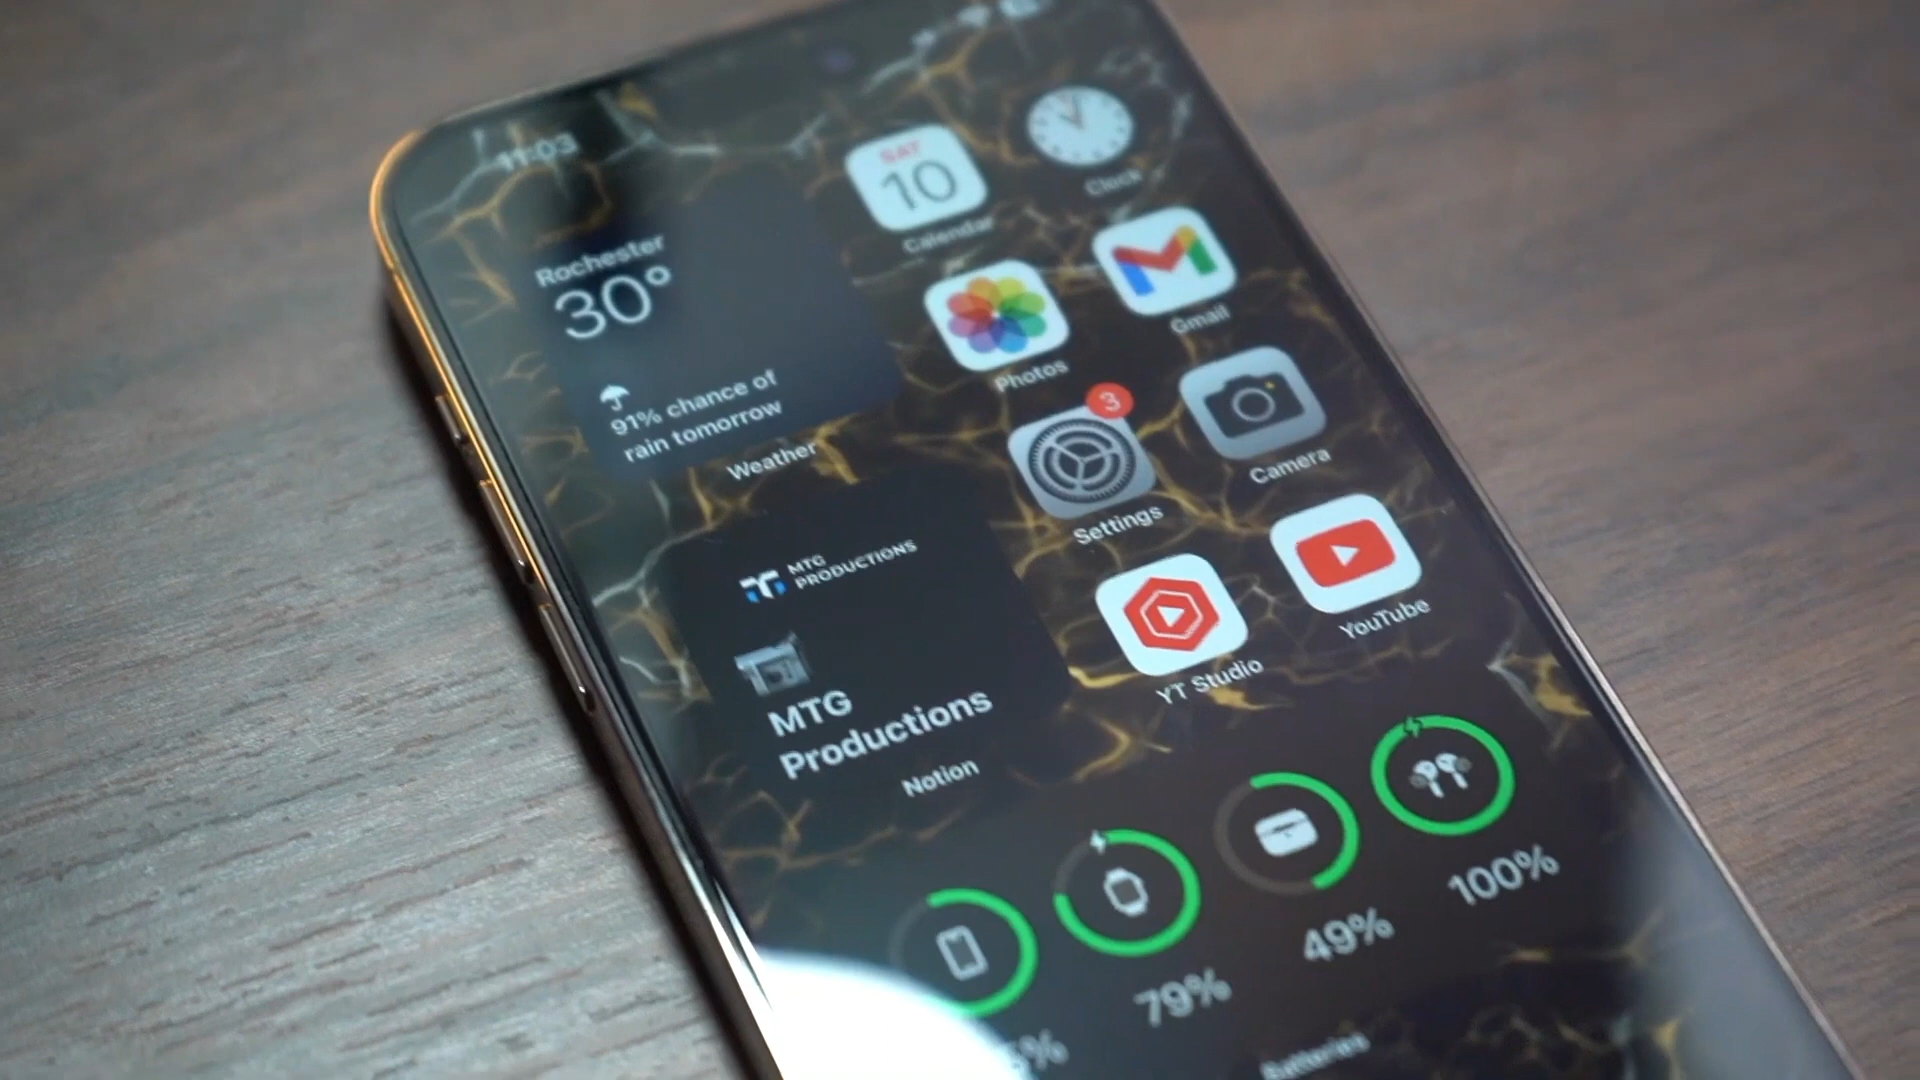 11:03
Rochester
30°
91% chance of
rain tomorrow
Weather
SAT
10
Calendar
Clock
Photos
Gmail
3
Settings
Camera
MTG
PRODUCTIONS
MTG
Productions
Notion
YT Studio
YouTube
79%
49%
100%
Batteries